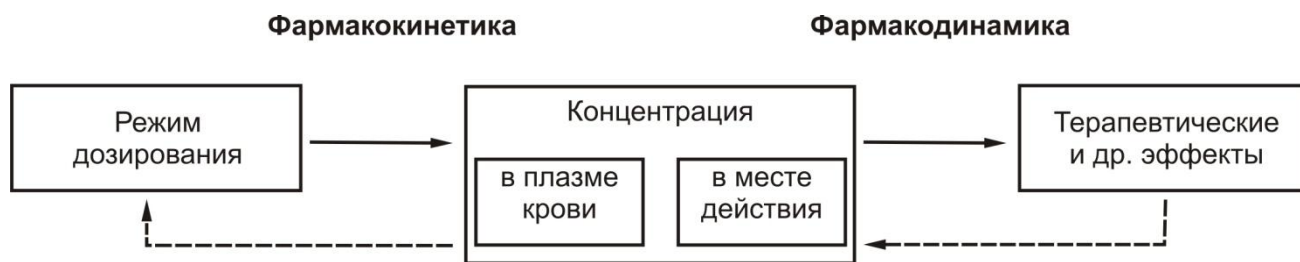 Фармакокинетика
Фармакодинамика
Режим
дозирования
Концентрация
в плазме
крови
в месте
действия
Терапевтические
и др. эффекты